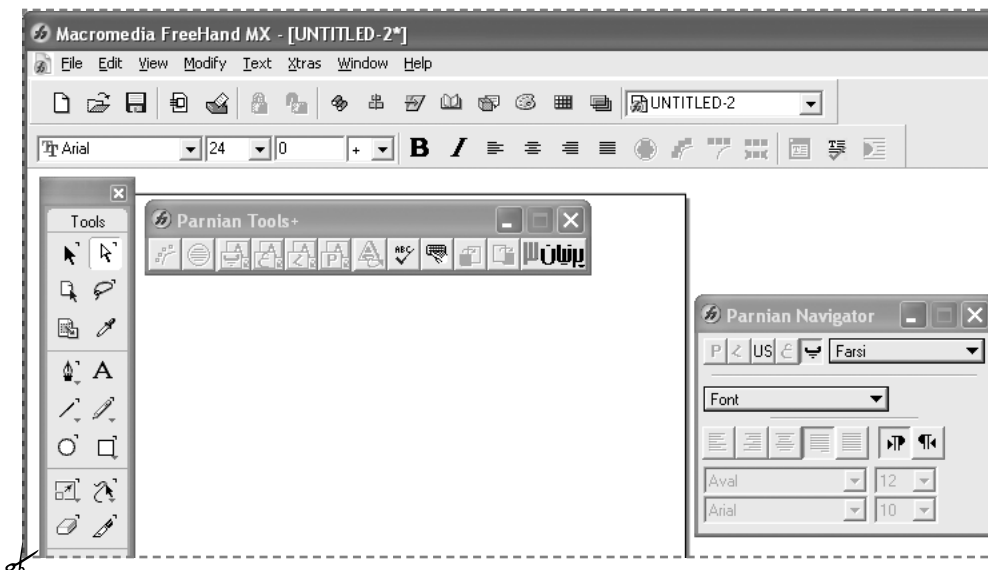 Macromedia FreeHand MX - [UNTITLED-2*]
File Edit View Modify Text Xtras Window Help
UNTITLED-2
Arial 24 0 + B I
Tools
Parnian Tools+
ABC پرنیان
Parnian Navigator
P US ع Farsi
Font
Aval 12
Arial 10